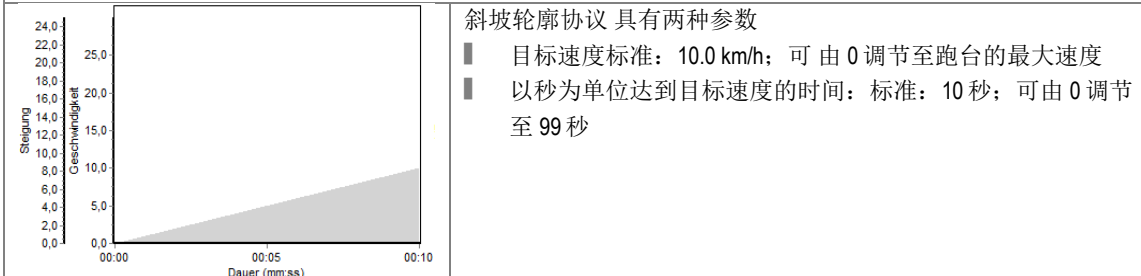 斜坡轮廓协议 具有两种参数
目标速度标准：10.0 km/h；可 由 0 调节至跑台的最大速度
以秒为单位达到目标速度的时间：标准：10 秒；可由 0 调节
至 99 秒
Steigung
24,0
22,0
20,0
18,0
16,0
14,0
12,0
10,0
8,0
6,0
4,0
2,0
0,0
Geschwindigkeit
25,0
20,0
15,0
10,0
5,0
0,0
00:00 00:05 00:10
Dauer (mm:ss)